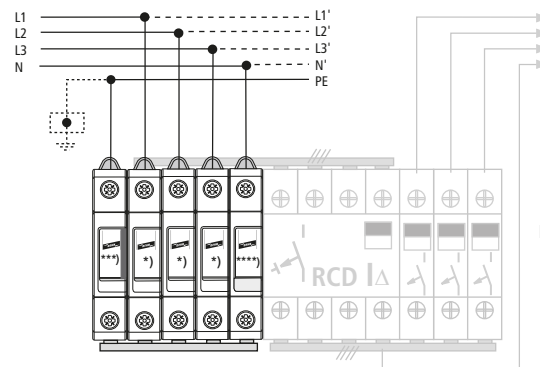 L1 L1'
L2 L2'
L3 L3'
N N'
PE
***) *) *) *) ****)
I I I I
RCD I∆